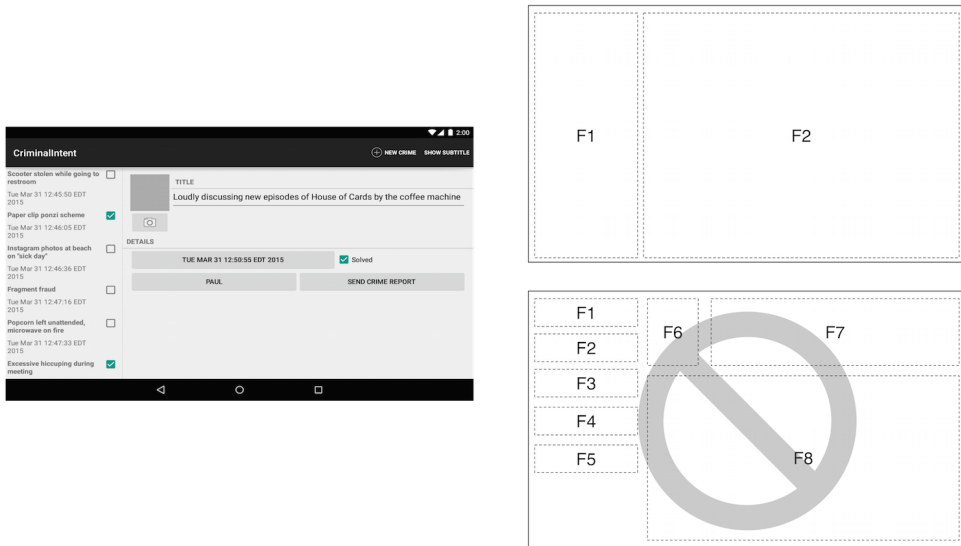 2:00
CriminalIntent
NEW CRIME SHOW SUBTITLE
Scooter stolen while going to
restroom
Tue Mar 31 12:45:50 EDT
2015
Paper clip ponzi scheme
Tue Mar 31 12:46:05 EDT
2015
Instagram photos at beach
on "sick day"
Tue Mar 31 12:46:36 EDT
2015
Fragment fraud
Tue Mar 31 12:47:16 EDT
2015
Popcorn left unattended,
microwave on fire
Tue Mar 31 12:47:33 EDT
2015
Excessive hiccuping during
meeting
TITLE
Loudly discussing new episodes of House of Cards by the coffee machine
DETAILS
TUE MAR 31 12:50:55 EDT 2015
Solved
PAUL
SEND CRIME REPORT
F1
F2
F1
F2
F3
F4
F5
F6
F7
F8